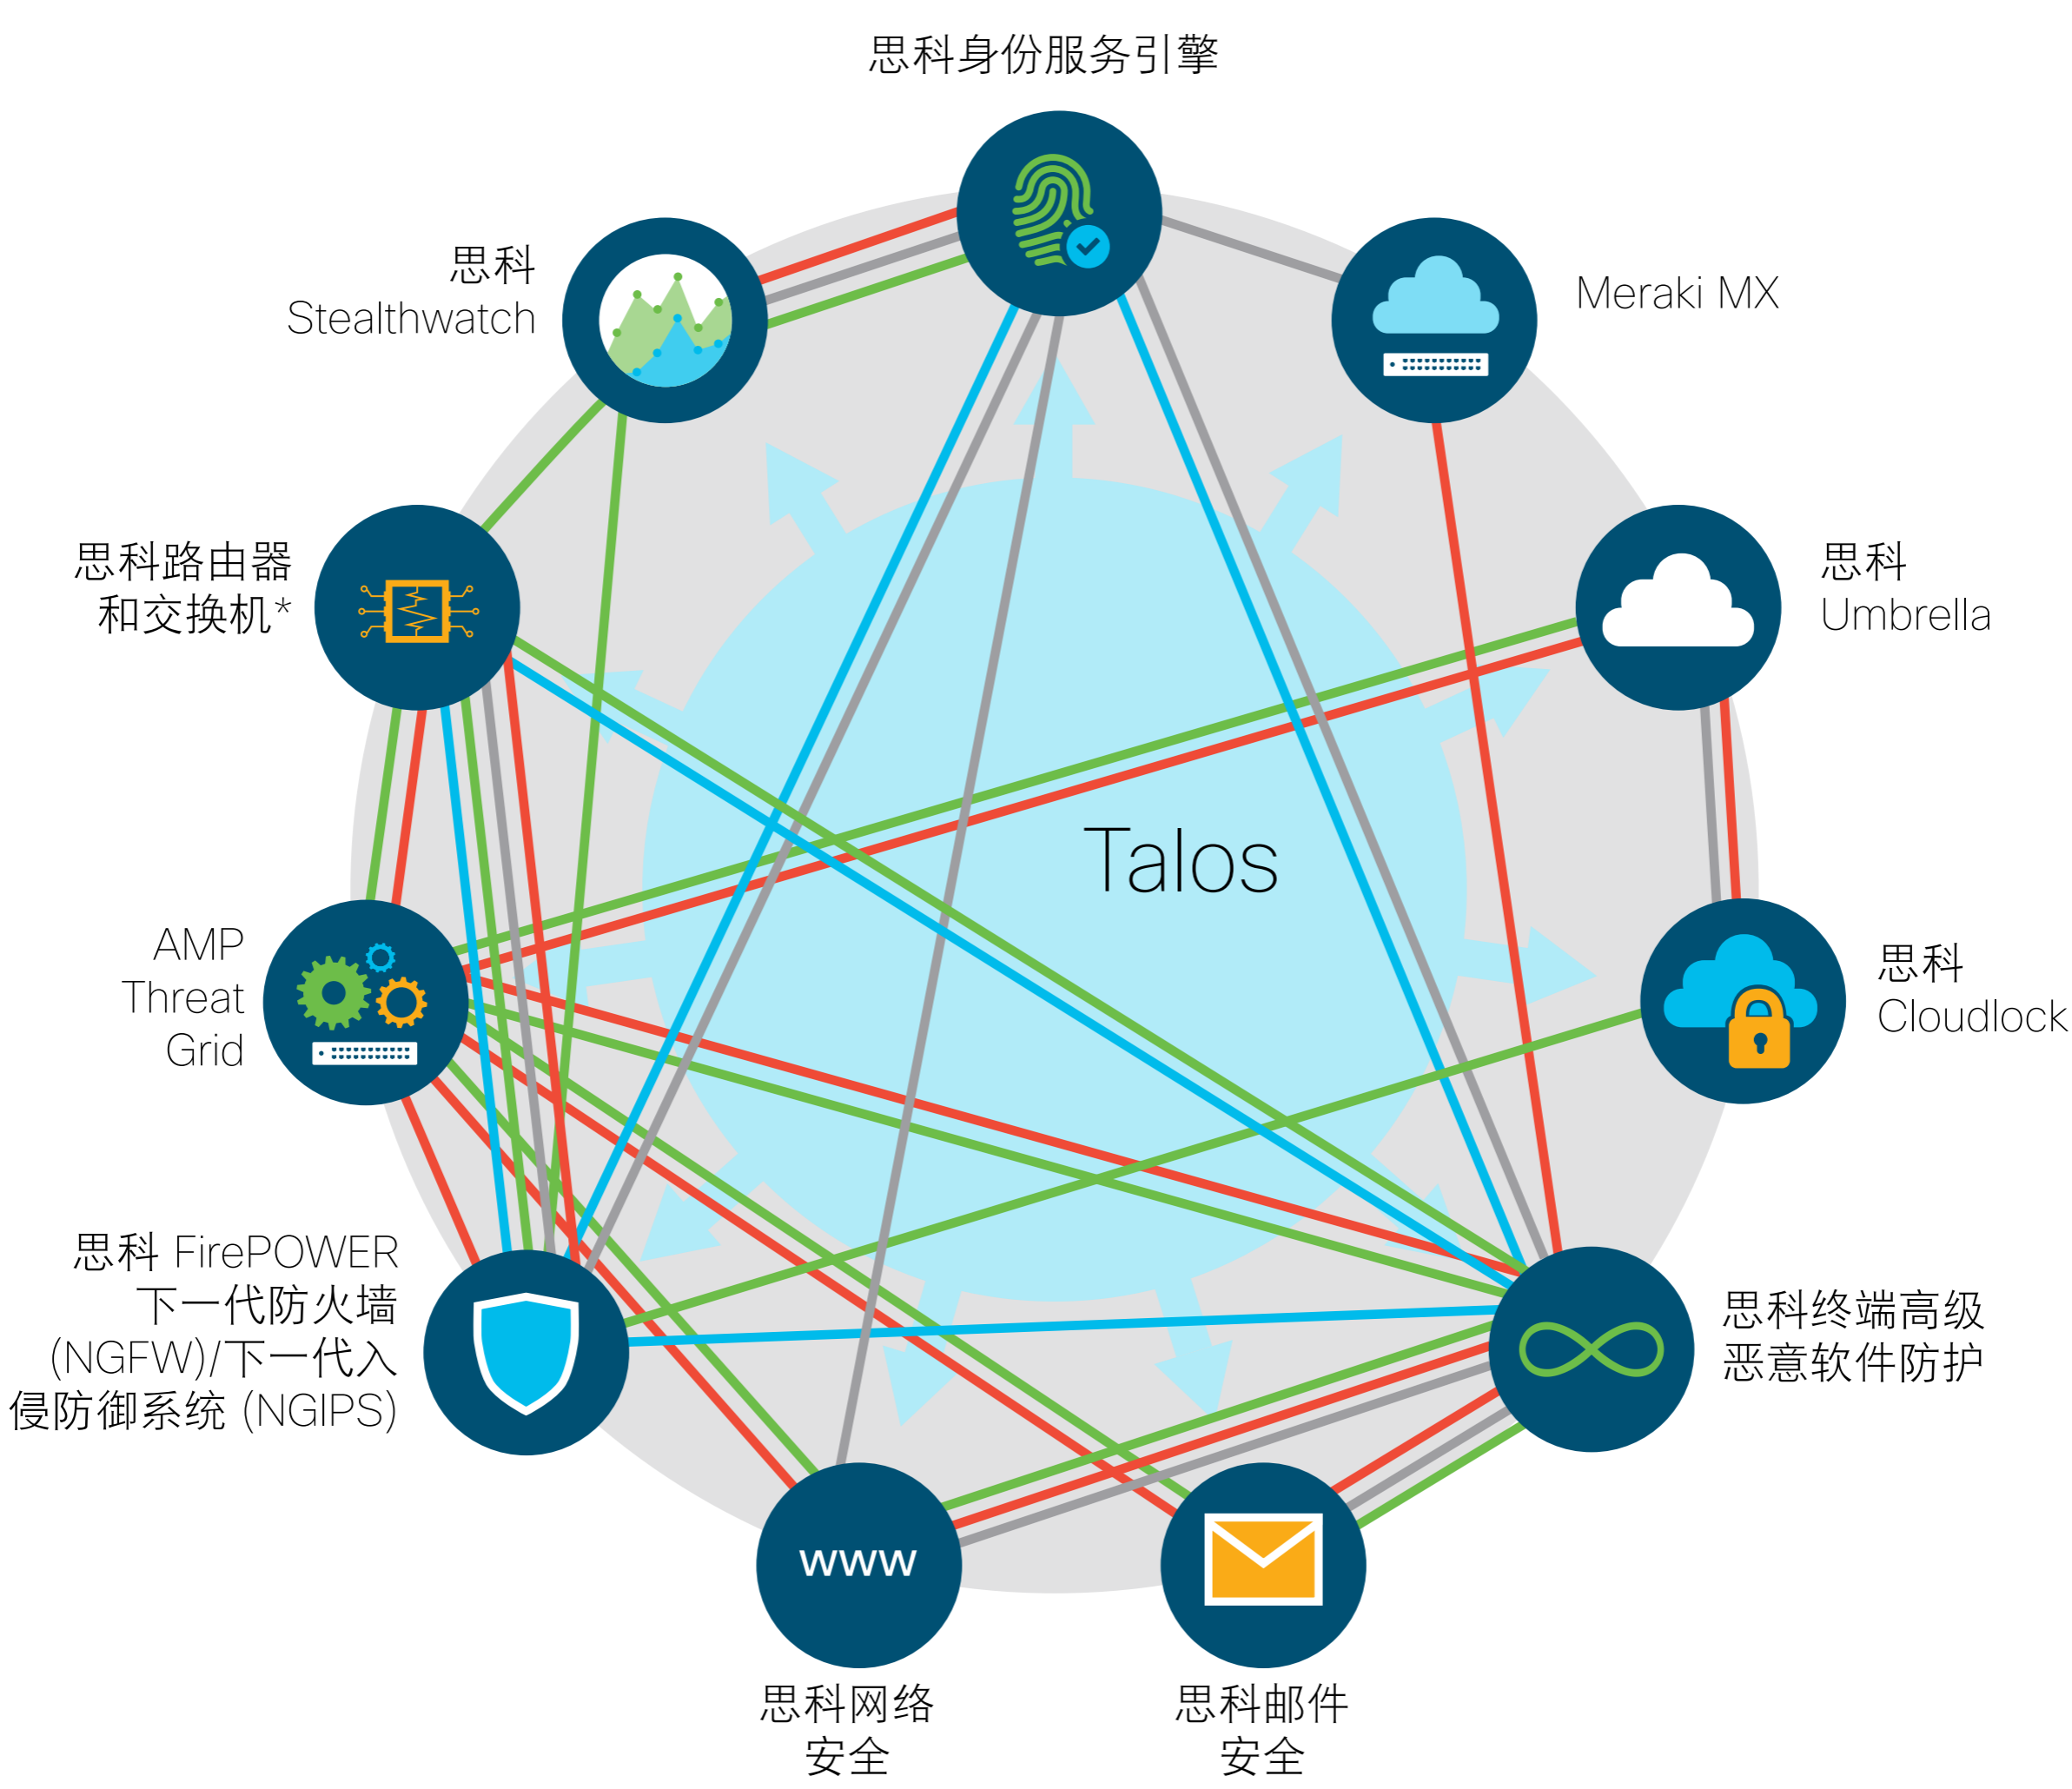 思科身份服务引擎
思科
Stealthwatch
Meraki MX
思科路由器
和交换机*
思科
Umbrella
Talos
AMP
Threat
Grid
思科
Cloudlock
思科 FirePOWER
下一代防火墙
(NGFW)/下一代入
侵防御系统 (NGIPS)
思科终端高级
恶意软件防护
www
思科网络
安全
思科邮件
安全